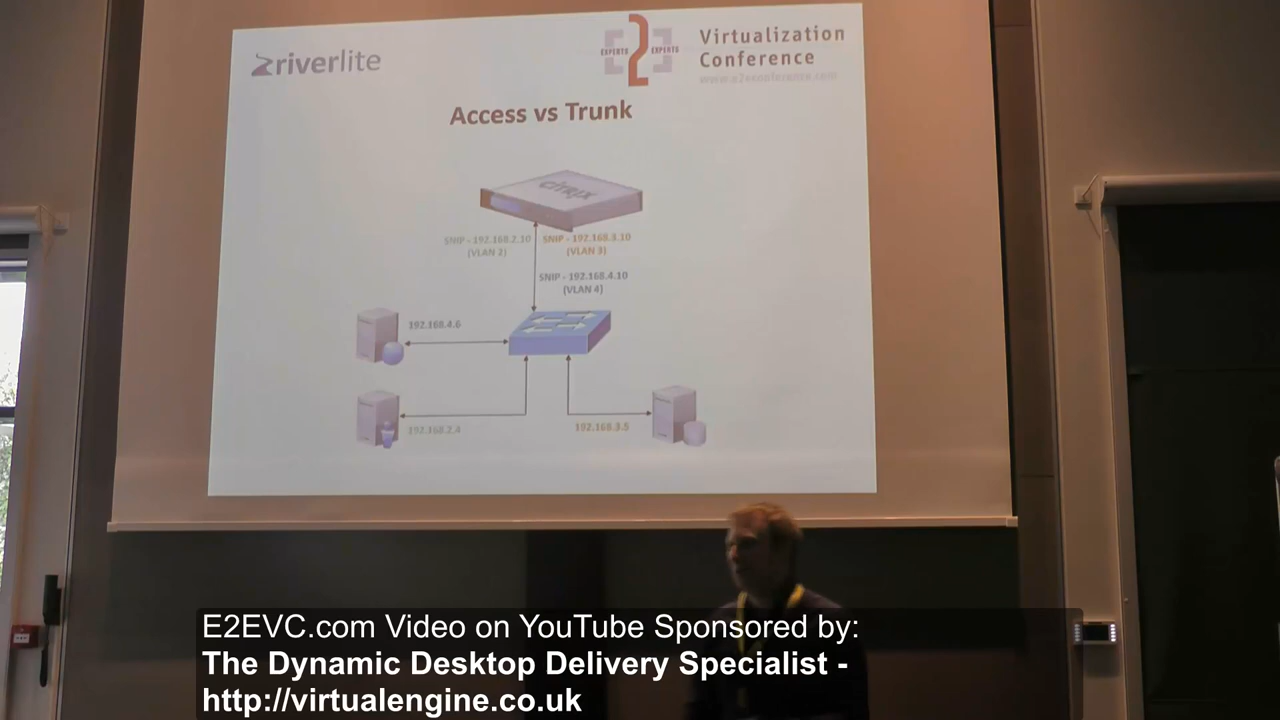 riverlite
EXPERTS 2 EXPERTS
Virtualization
Conference
www.e2evc.com
Access vs Trunk
CITRIX
SNIP - 192.168.2.10
(VLAN 2)
SNIP - 192.168.3.10
(VLAN 3)
SNIP - 192.168.4.10
(VLAN 4)
192.168.4.6
192.168.2.4
192.168.3.5
E2EVC.com Video on YouTube Sponsored by:
The Dynamic Desktop Delivery Specialist -
http://virtualengine.co.uk